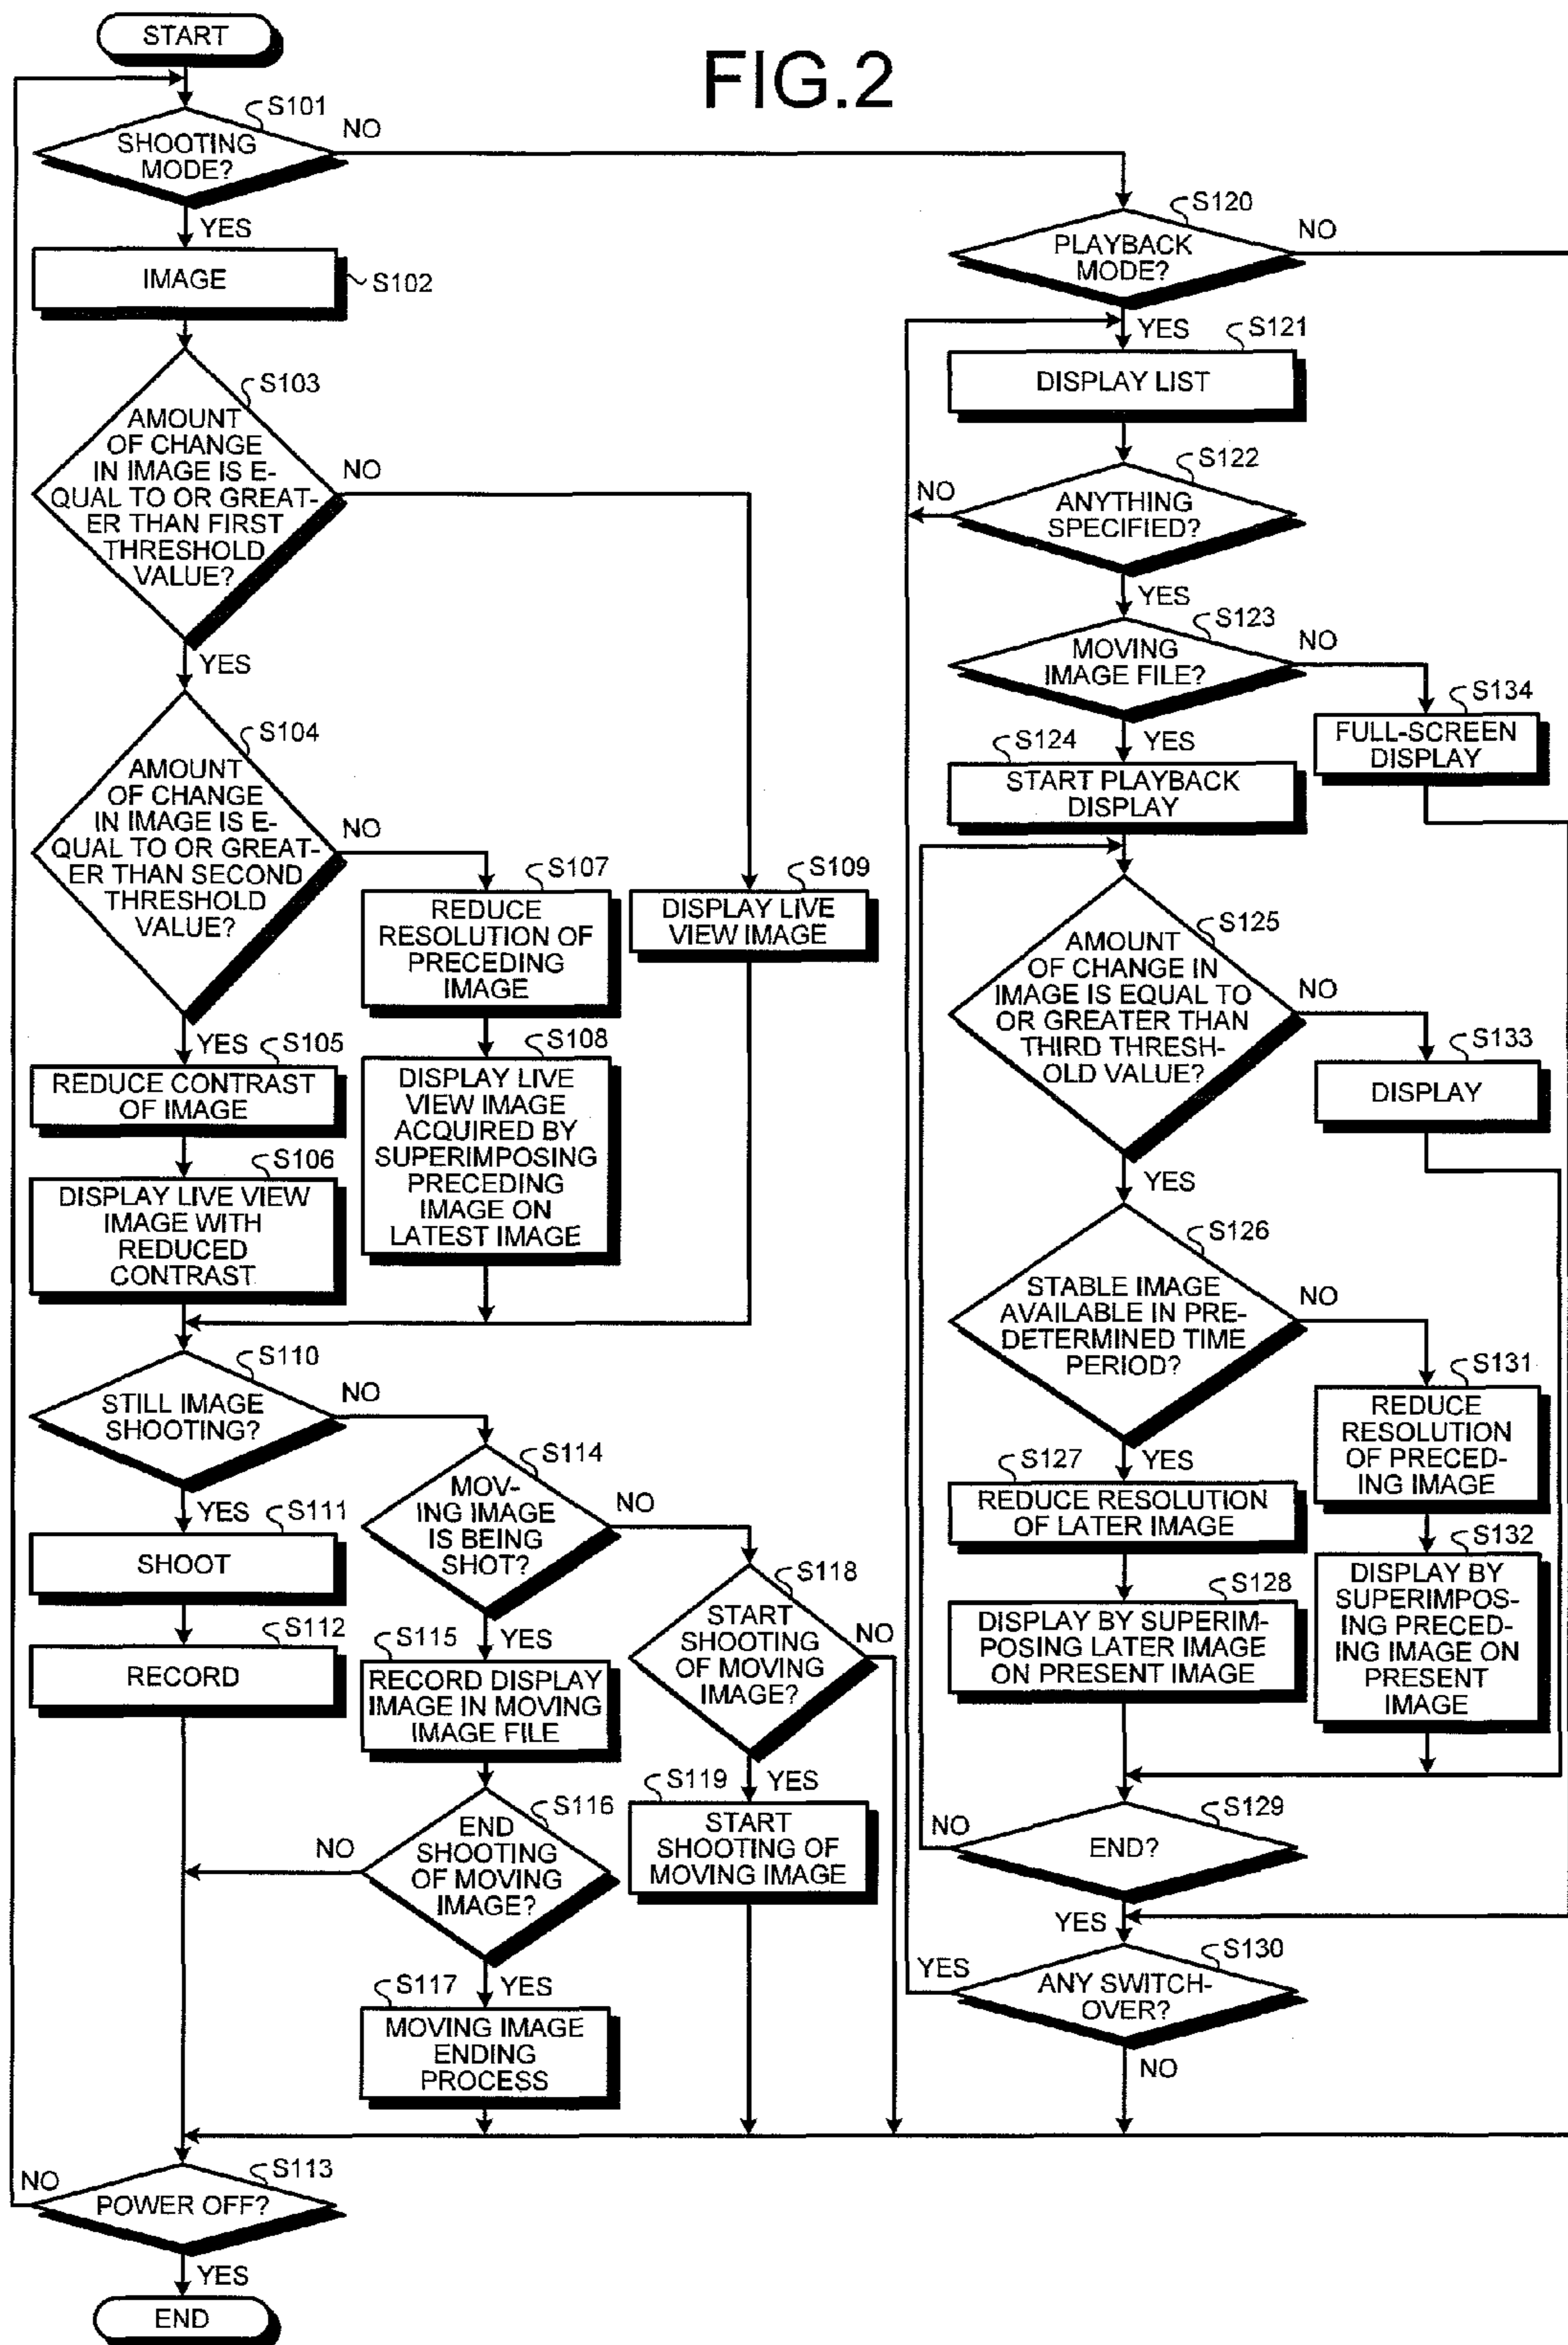 FIG.2
START
S101
SHOOTING
MODE?
NO
YES
IMAGE
S102
S103
AMOUNT
OF CHANGE
IN IMAGE IS E-
QUAL TO OR GREAT-
ER THAN FIRST
THRESHOLD
VALUE?
NO
YES
S104
AMOUNT
OF CHANGE
IN IMAGE IS E-
QUAL TO OR GREAT-
ER THAN SECOND
THRESHOLD
VALUE?
NO
YES
S105
REDUCE CONTRAST
OF IMAGE
S106
DISPLAY LIVE VIEW
IMAGE WITH
REDUCED
CONTRAST
S107
REDUCE
RESOLUTION OF
PRECEDING
IMAGE
S108
DISPLAY LIVE
VIEW IMAGE
ACQUIRED BY
SUPERIMPOSING
PRECEDING
IMAGE ON
LATEST IMAGE
S109
DISPLAY LIVE
VIEW IMAGE
S110
STILL IMAGE
SHOOTING?
NO
YES
S111
SHOOT
S112
RECORD
S114
MOV-
ING IMAGE
IS BEING
SHOT?
NO
YES
S115
RECORD DISPLAY
IMAGE IN MOVING
IMAGE FILE
S116
END
SHOOTING
OF MOVING
IMAGE?
NO
YES
S117
MOVING IMAGE
ENDING
PROCESS
S118
START
SHOOTING
OF MOVING
IMAGE?
NO
YES
S119
START
SHOOTING OF
MOVING IMAGE
S113
POWER OFF?
NO
YES
END
S120
PLAYBACK
MODE?
NO
YES
S121
DISPLAY LIST
S122
ANYTHING
SPECIFIED?
NO
YES
S123
MOVING
IMAGE FILE?
NO
YES
S134
FULL-SCREEN
DISPLAY
S124
START PLAYBACK
DISPLAY
S125
AMOUNT
OF CHANGE IN
IMAGE IS EQUAL TO
OR GREATER THAN
THIRD THRESH-
OLD VALUE?
NO
YES
S133
DISPLAY
S126
STABLE IMAGE
AVAILABLE IN PRE-
DETERMINED TIME
PERIOD?
NO
YES
S127
REDUCE RESOLUTION
OF LATER IMAGE
S128
DISPLAY BY SUPERIM-
POSING LATER IMAGE
ON PRESENT IMAGE
S131
REDUCE
RESOLUTION
OF PRECED-
ING IMAGE
S132
DISPLAY BY
SUPERIMPOS-
ING PRECED-
ING IMAGE ON
PRESENT
IMAGE
S129
END?
NO
YES
S130
ANY SWITCH-
OVER?
YES
NO